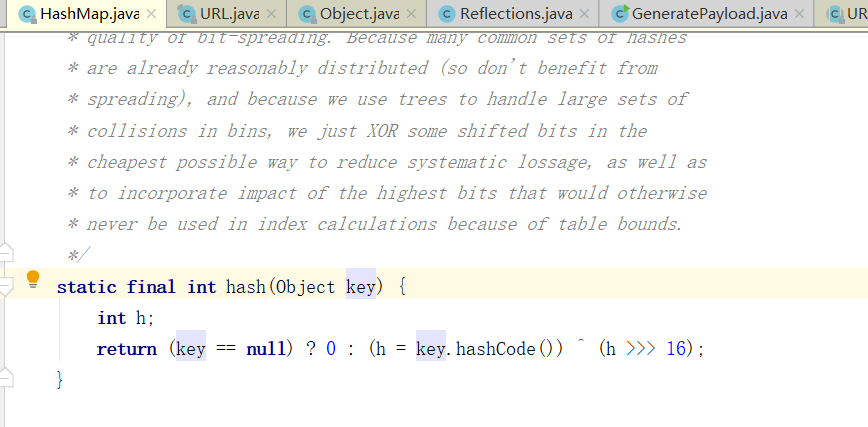 HashMap.java × URL.java × Object.java × Reflections.java × GeneratePayload.java × UR
* quality of bit-spreading. Because many common sets of hashes
* are already reasonably distributed (so don't benefit from
* spreading), and because we use trees to handle large sets of
* collisions in bins, we just XOR some shifted bits in the
* cheapest possible way to reduce systematic lossage, as well as
* to incorporate impact of the highest bits that would otherwise
* never be used in index calculations because of table bounds.
*/
static final int hash(Object key) {
int h;
return (key == null) ? 0 : (h = key.hashCode()) ^ (h >>> 16);
}